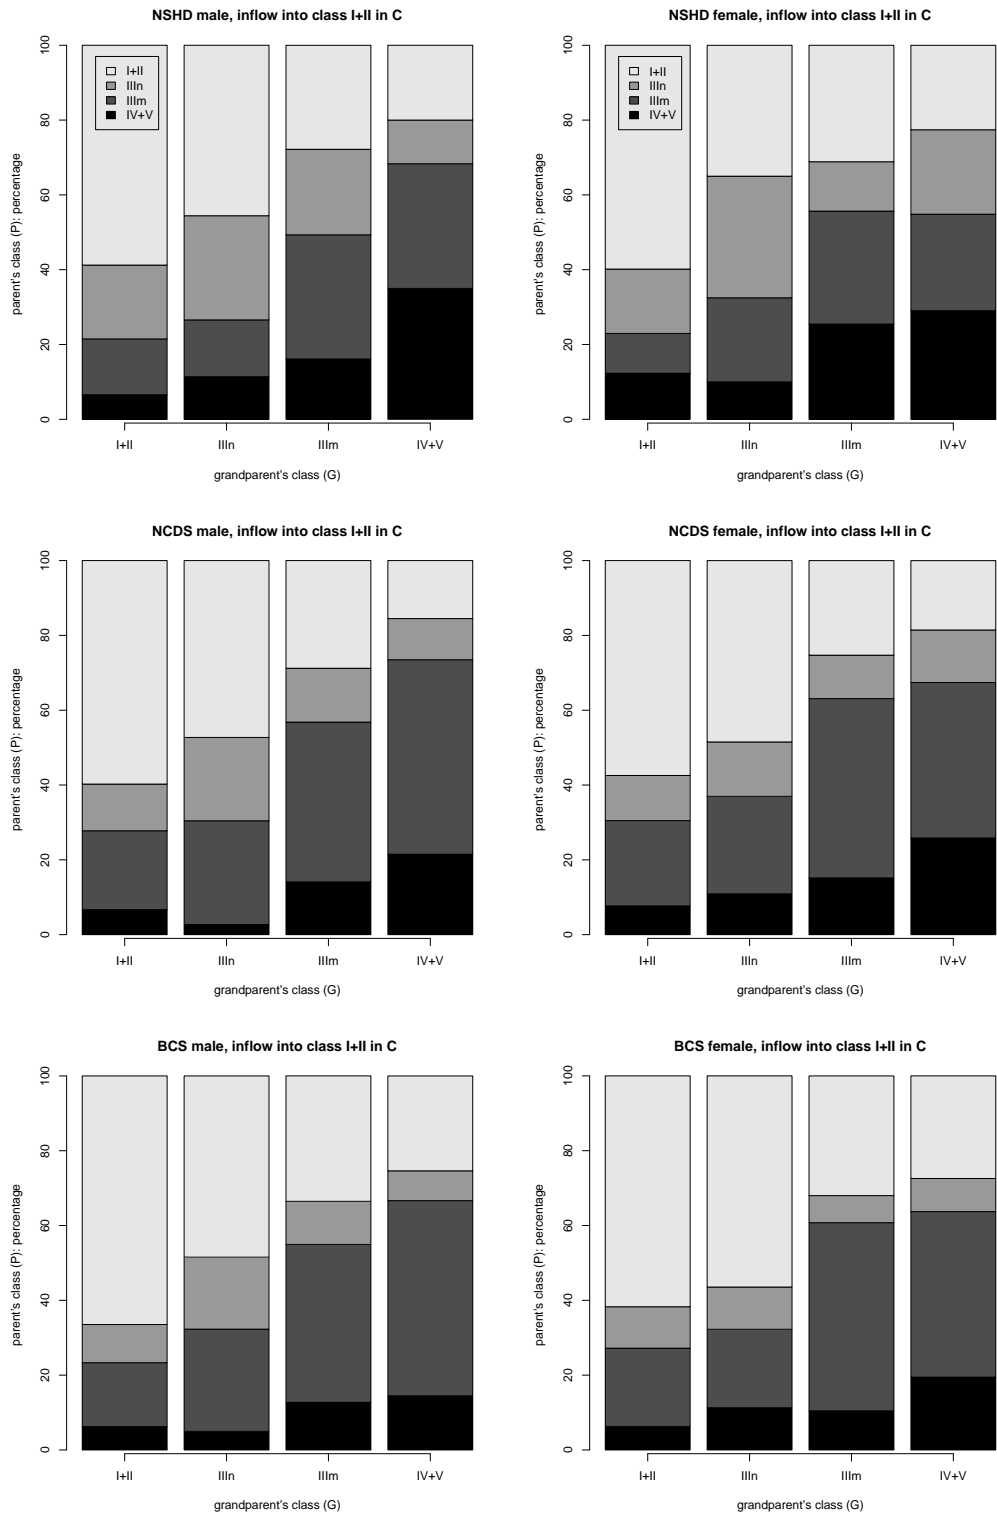 NSHD male, inflow into class I+II in C
parent's class (P): percentage
0 20 40 60 80 100
I+II
IIIn
IIIm
IV+V
I+II IIIn IIIm IV+V
grandparent's class (G)
NSHD female, inflow into class I+II in C
parent's class (P): percentage
0 20 40 60 80 100
I+II
IIIn
IIIm
IV+V
I+II IIIn IIIm IV+V
grandparent's class (G)
NCDS male, inflow into class I+II in C
parent's class (P): percentage
0 20 40 60 80 100
I+II IIIn IIIm IV+V
grandparent's class (G)
NCDS female, inflow into class I+II in C
parent's class (P): percentage
0 20 40 60 80 100
I+II IIIn IIIm IV+V
grandparent's class (G)
BCS male, inflow into class I+II in C
parent's class (P): percentage
0 20 40 60 80 100
I+II IIIn IIIm IV+V
grandparent's class (G)
BCS female, inflow into class I+II in C
parent's class (P): percentage
0 20 40 60 80 100
I+II IIIn IIIm IV+V
grandparent's class (G)